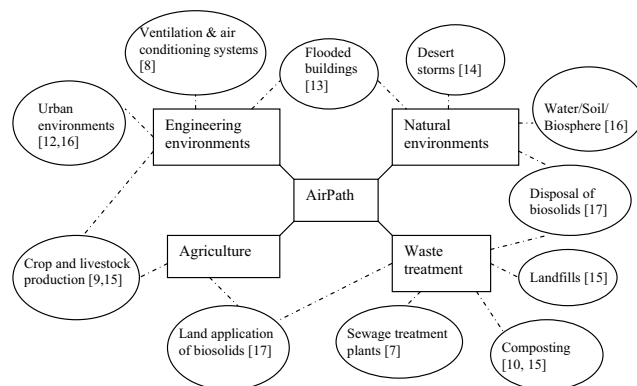 Ventilation & air
conditioning systems
[8]
Flooded
buildings
[13]
Desert
storms [14]
Urban
environments
[12,16]
Engineering
environments
Natural
environments
Water/Soil/
Biosphere [16]
AirPath
Disposal of
biosolids [17]
Agriculture
Waste
treatment
Crop and livestock
production [9,15]
Landfills [15]
Land application
of biosolids [17]
Sewage treatment
plants [7]
Composting
[10, 15]